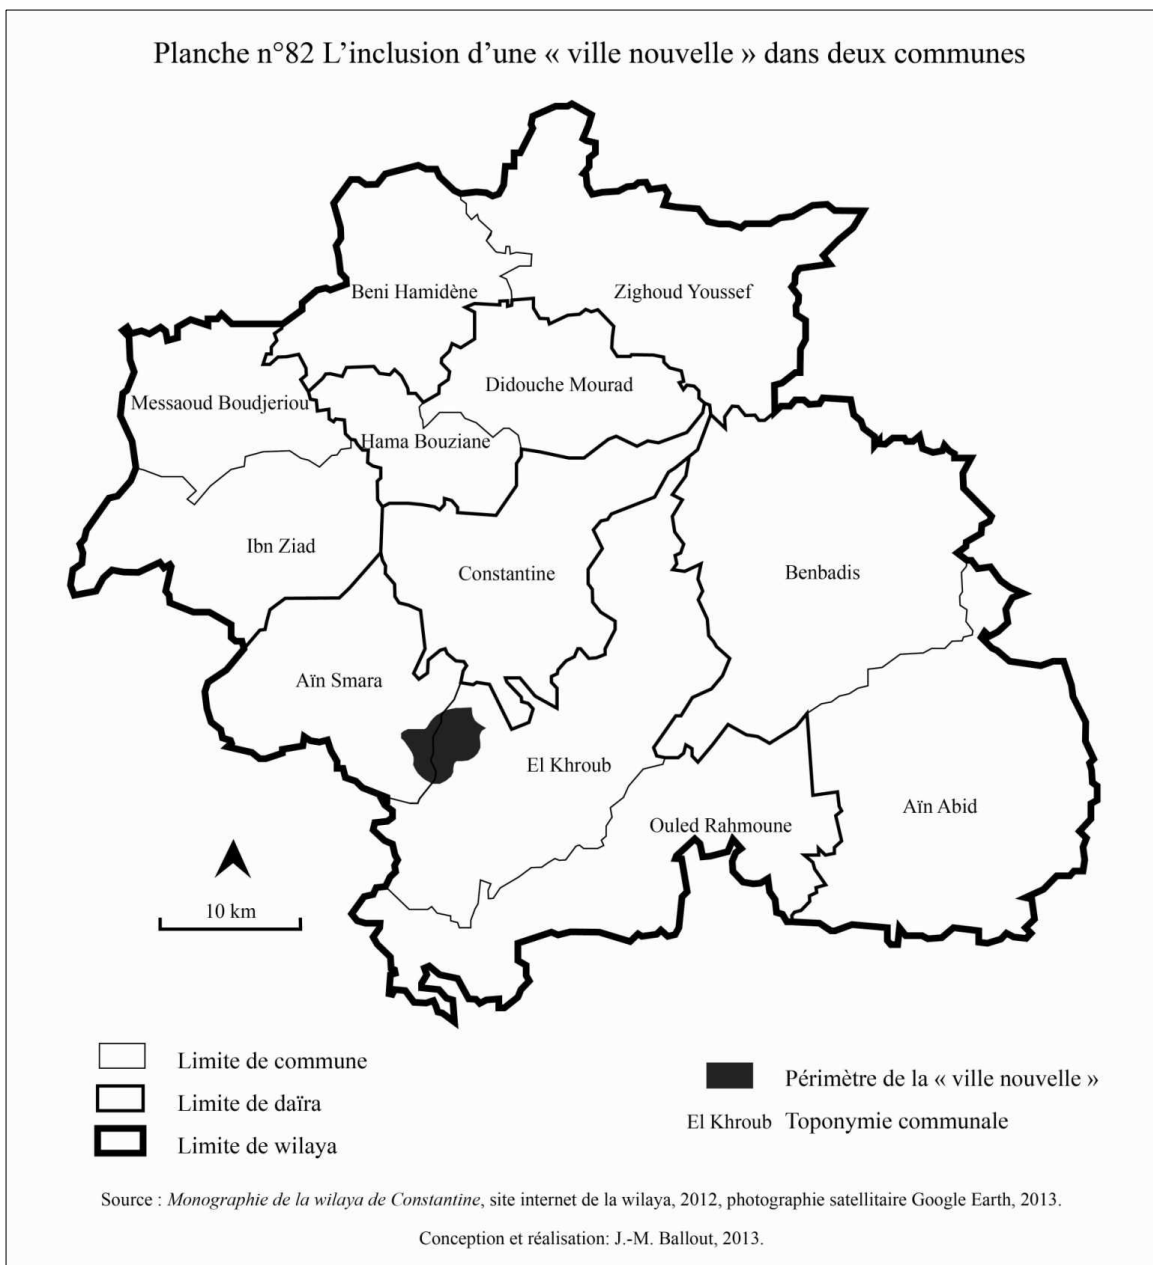 Planche n°82 L’inclusion d’une « ville nouvelle » dans deux communes
Beni Hamidène
Zighoud Youssef
Didouche Mourad
Messaoud Boudjeriou
Hama Bouziane
Ibn Ziad
Constantine
Benbadis
Aïn Smara
El Khroub
Aïn Abid
Ouled Rahmoune
10 km
Limite de commune
Limite de daïra
Limite de wilaya
Périmètre de la « ville nouvelle »
El Khroub Toponymie communale
Source : Monographie de la wilaya de Constantine, site internet de la wilaya, 2012, photographie satellitaire Google Earth, 2013.
Conception et réalisation: J.-M. Ballout, 2013.